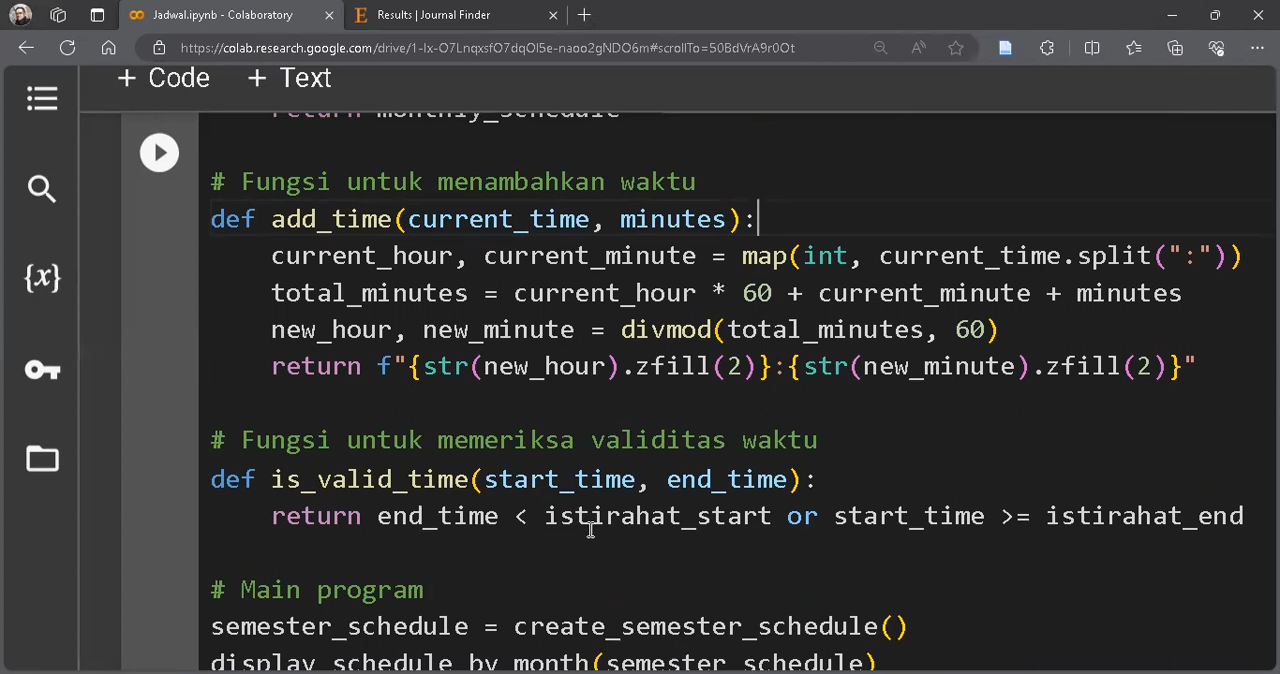 Jadwal.ipynb - Colaboratory
Results | Journal Finder
https://colab.research.google.com/drive/1-lx-O7LnqxsfO7dqOl5e-naoo2gNDO6m#scrollTo=50BdVrA9r0Ot
+ Code + Text
return monthly_schedule
# Fungsi untuk menambahkan waktu
def add_time(current_time, minutes):
current_hour, current_minute = map(int, current_time.split(":"))
total_minutes = current_hour * 60 + current_minute + minutes
new_hour, new_minute = divmod(total_minutes, 60)
return f"{str(new_hour).zfill(2)}:{str(new_minute).zfill(2)}"
# Fungsi untuk memeriksa validitas waktu
def is_valid_time(start_time, end_time):
return end_time < istirahat_start or start_time >= istirahat_end
# Main program
semester_schedule = create_semester_schedule()
display_schedule_by_month(semester_schedule)